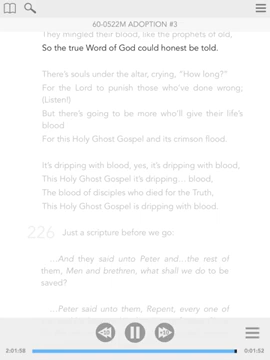 60-0522M ADOPTION #3
They mingled their blood, like the prophets of old,
So the true Word of God could honest be told.
There's souls under the altar, crying, "How long?"
For the Lord to punish those who've done wrong;
(Listen!)
But there's going to be more who'll give their life's
blood
For this Holy Ghost Gospel and its crimson flood.
It's dripping with blood, yes, it's dripping with blood,
This Holy Ghost Gospel it's dripping... blood,
The blood of disciples who died for the Truth,
This Holy Ghost Gospel is dripping with blood.
226 Just a scripture before we go:
...And they said unto Peter and...the rest of
them, Men and brethren, what shall we do to be
saved?
...Peter said unto them, Repent, every one of
2:01:58
0:01:52